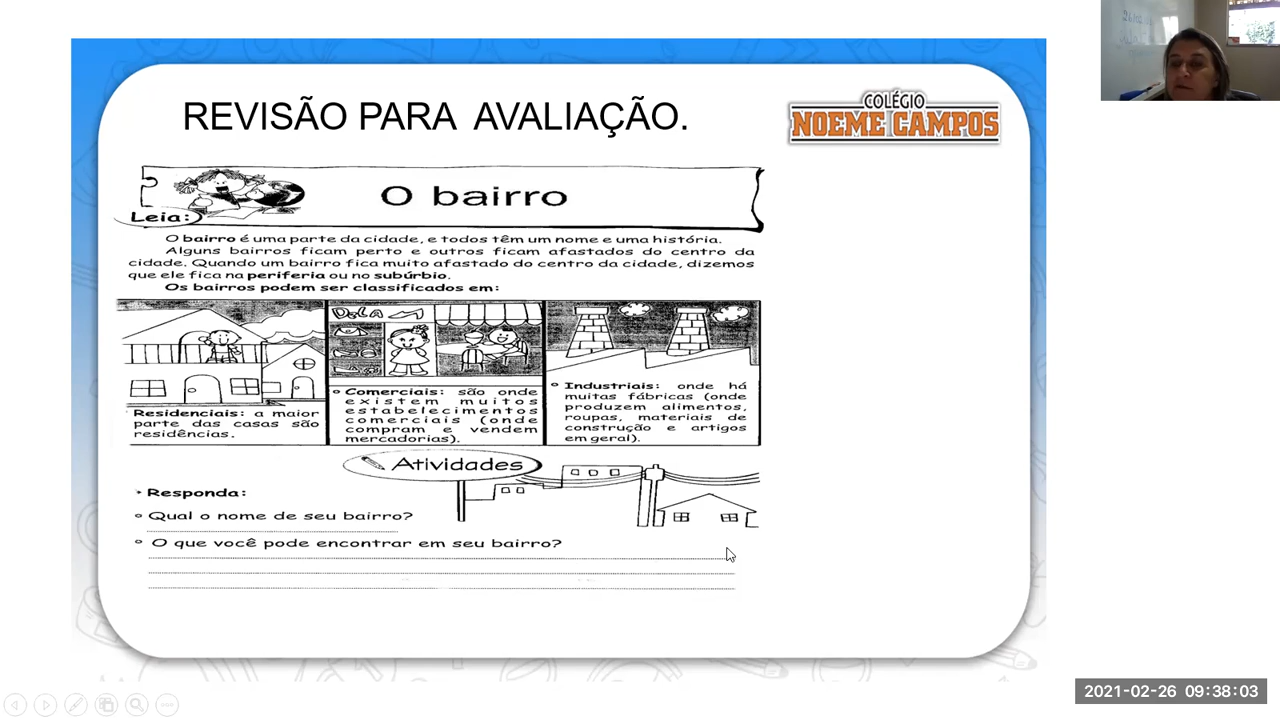 REVISÃO PARA AVALIAÇÃO.
COLÉGIO
NOEME CAMPOS
O bairro
Leia:
O bairro é uma parte da cidade, e todos têm um nome e uma história.
Alguns bairros ficam perto e outros ficam afastados do centro da
cidade. Quando um bairro fica muito afastado do centro da cidade, dizemos
que ele fica na periferia ou no subúrbio.
Os bairros podem ser classificados em:
Residenciais: a maior
parte das casas são
residências.
Comerciais: são onde
existem muitos
estabelecimentos
comerciais (onde
compram e vendem
mercadorias).
Industriais: onde há
muitas fábricas (onde
produzem alimentos,
roupas, materiais de
construção e artigos
em geral).
Atividades
Responda:
Qual o nome de seu bairro?
O que você pode encontrar em seu bairro?
2021-02-26 09:38:03